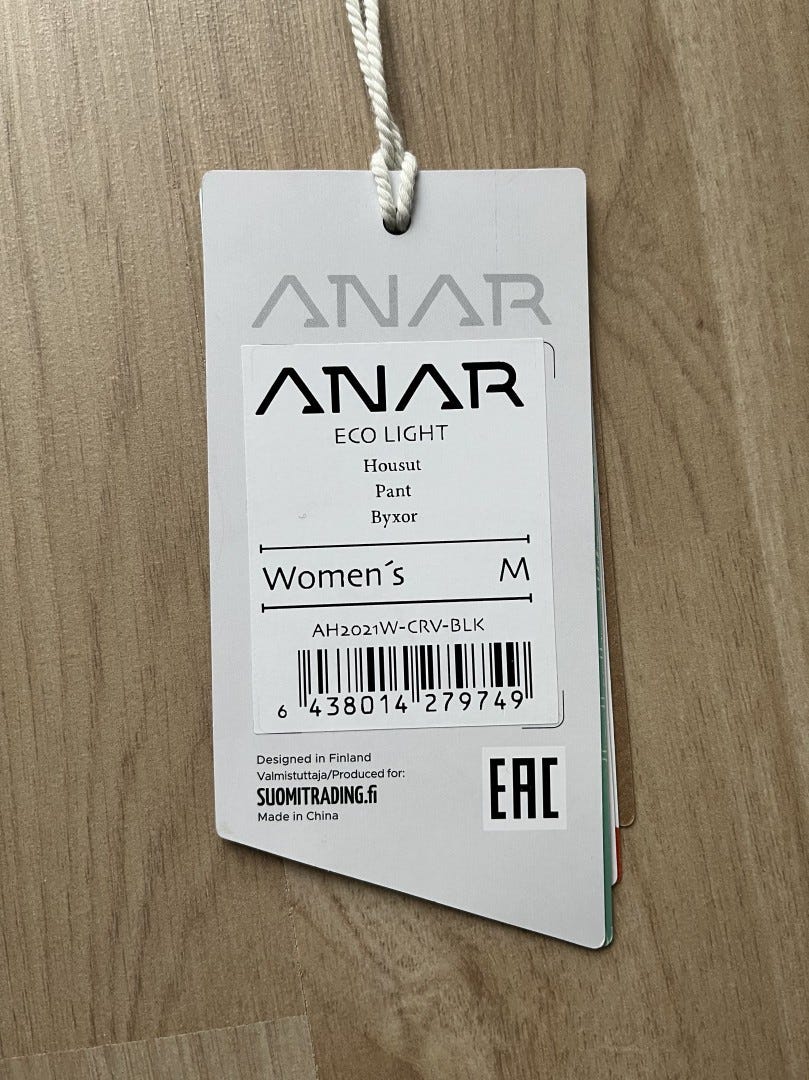 ANAR
ANAR
ECO LIGHT
Housut
Pant
Byxor
Women´s M
AH2021W-CRV-BLK
6 438014 279749
Designed in Finland
Valmistuttaja/Produced for:
SUOMITRADING.fi
Made in China
EAC